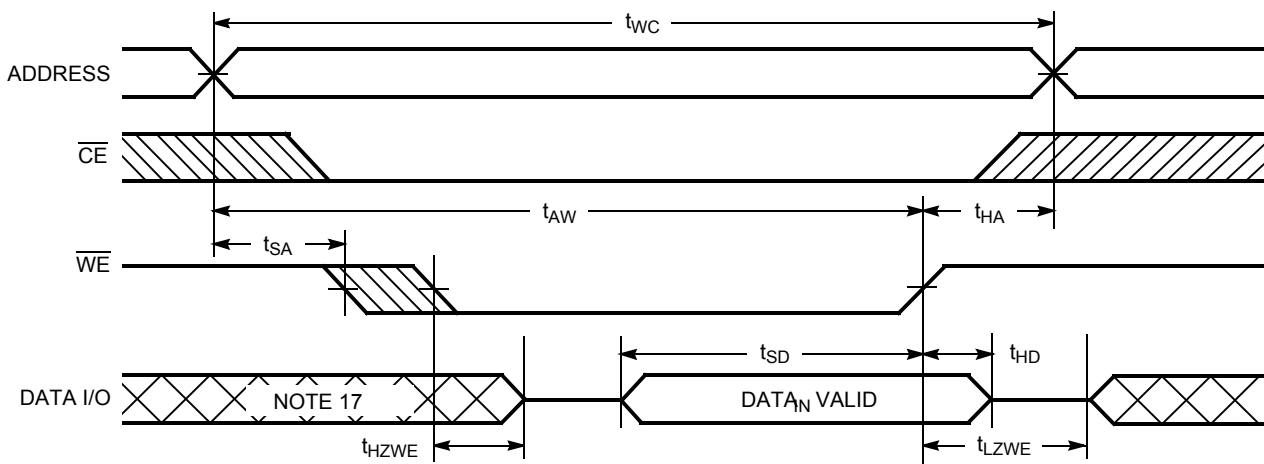 tWC
ADDRESS
CE
tAW
tHA
tSA
WE
tSD
tHD
DATA I/O
NOTE 17
DATAIN VALID
tHZWE
tLZWE